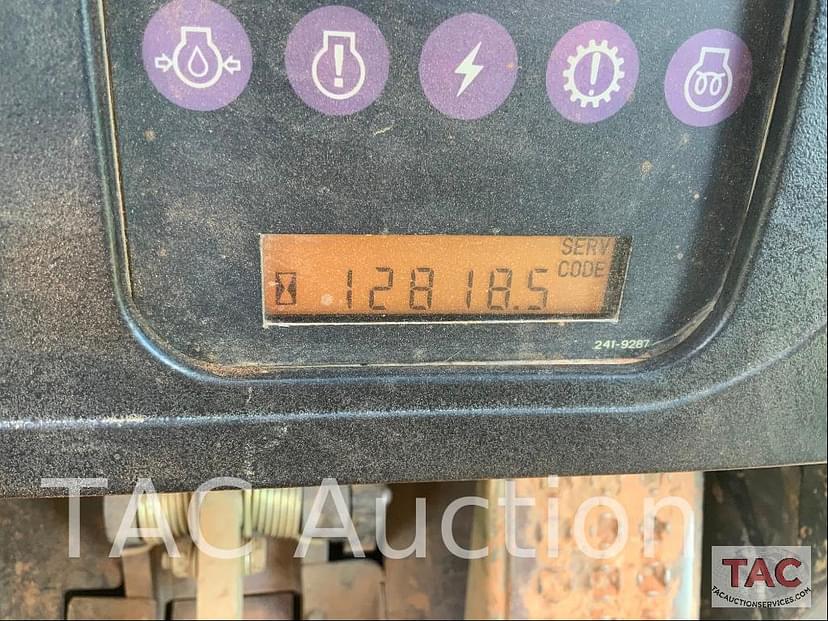 SERV
CODE
12818.5
241-9287
TAC Auction
TAC
TACAUCTIONSERVICES.COM